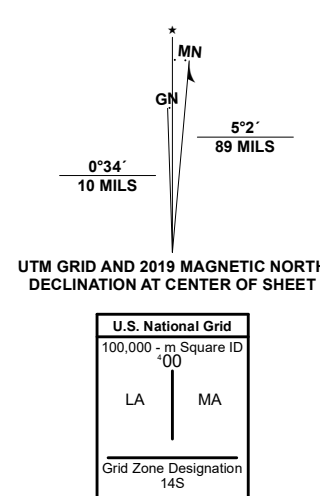 ★
MN
GN
5°2´
89 MILS
0°34´
10 MILS
UTM GRID AND 2019 MAGNETIC NORTH
DECLINATION AT CENTER OF SHEET
U.S. National Grid
100,000 - m Square ID
⁴00
LA MA
Grid Zone Designation
14S